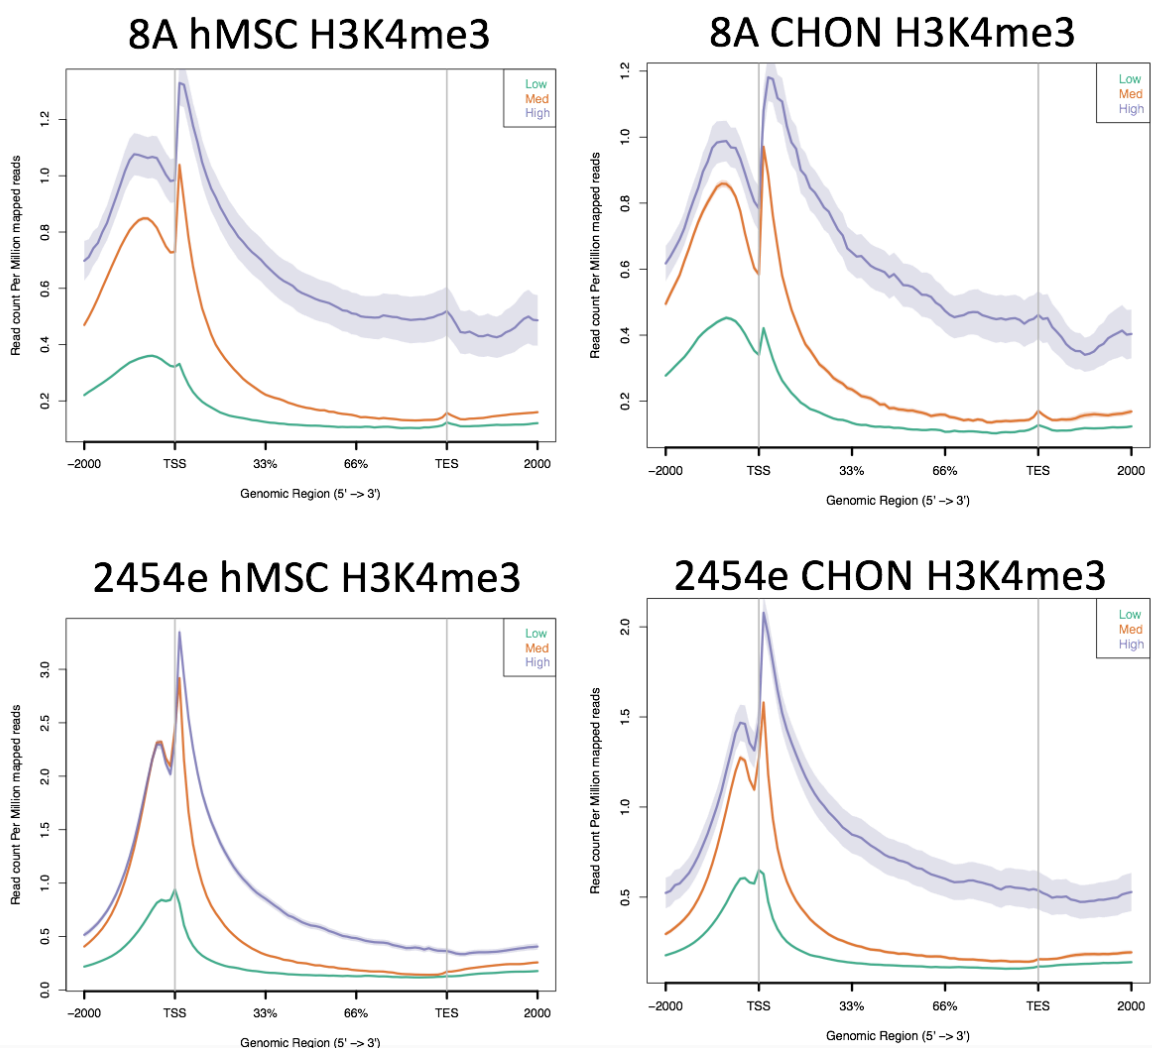 8A hMSC H3K4me3
Read count Per Million mapped reads
1.2
1.0
0.8
0.6
0.4
0.2
Low
Med
High
−2000 TSS 33% 66% TES 2000
Genomic Region (5' −> 3')
8A CHON H3K4me3
Read count Per Million mapped reads
1.2
1.0
0.8
0.6
0.4
0.2
Low
Med
High
−2000 TSS 33% 66% TES 2000
Genomic Region (5' −> 3')
2454e hMSC H3K4me3
Read count Per Million mapped reads
3.0
2.5
2.0
1.5
1.0
0.5
0.0
Low
Med
High
−2000 TSS 33% 66% TES 2000
Genomic Region (5' −> 3')
2454e CHON H3K4me3
Read count Per Million mapped reads
2.0
1.5
1.0
0.5
Low
Med
High
−2000 TSS 33% 66% TES 2000
Genomic Region (5' −> 3')